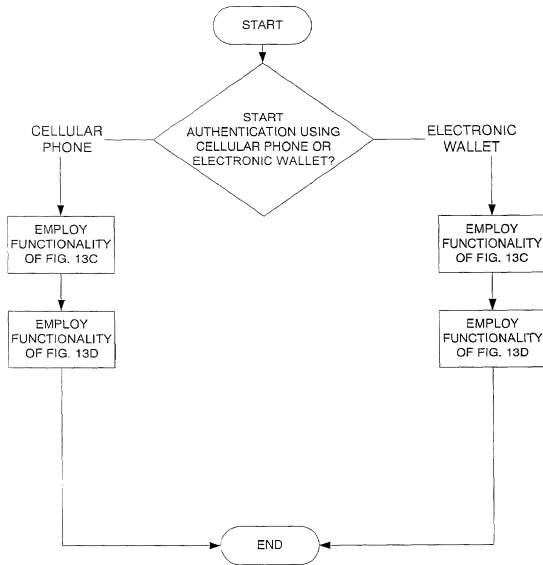 START
START
AUTHENTICATION USING
CELLULAR PHONE OR
ELECTRONIC WALLET?
CELLULAR
PHONE
ELECTRONIC
WALLET
EMPLOY
FUNCTIONALITY
OF FIG. 13C
EMPLOY
FUNCTIONALITY
OF FIG. 13C
EMPLOY
FUNCTIONALITY
OF FIG. 13D
EMPLOY
FUNCTIONALITY
OF FIG. 13D
END